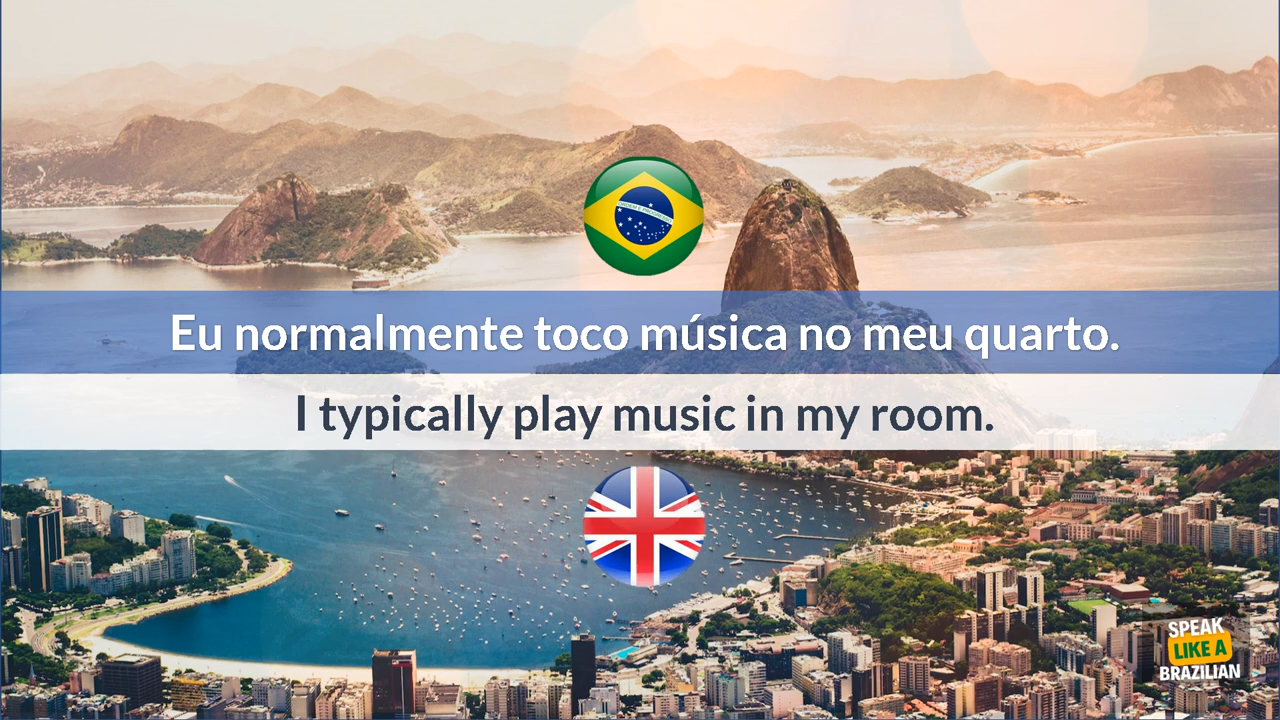 Eu normalmente toco música no meu quarto.
I typically play music in my room.
SPEAK
LIKE A
BRAZILIAN